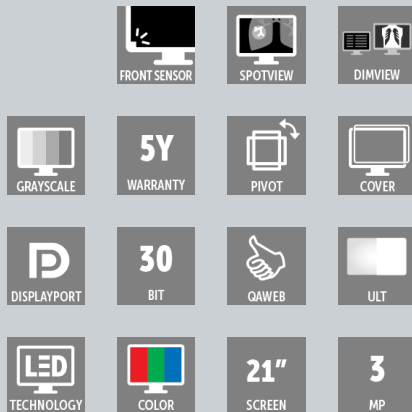 FRONT SENSOR
SPOTVIEW
DIMVIEW
GRAYSCALE
5Y
WARRANTY
PIVOT
COVER
DISPLAYPORT
30
BIT
QAWEB
ULT
LED
TECHNOLOGY
COLOR
21"
SCREEN
3
MP